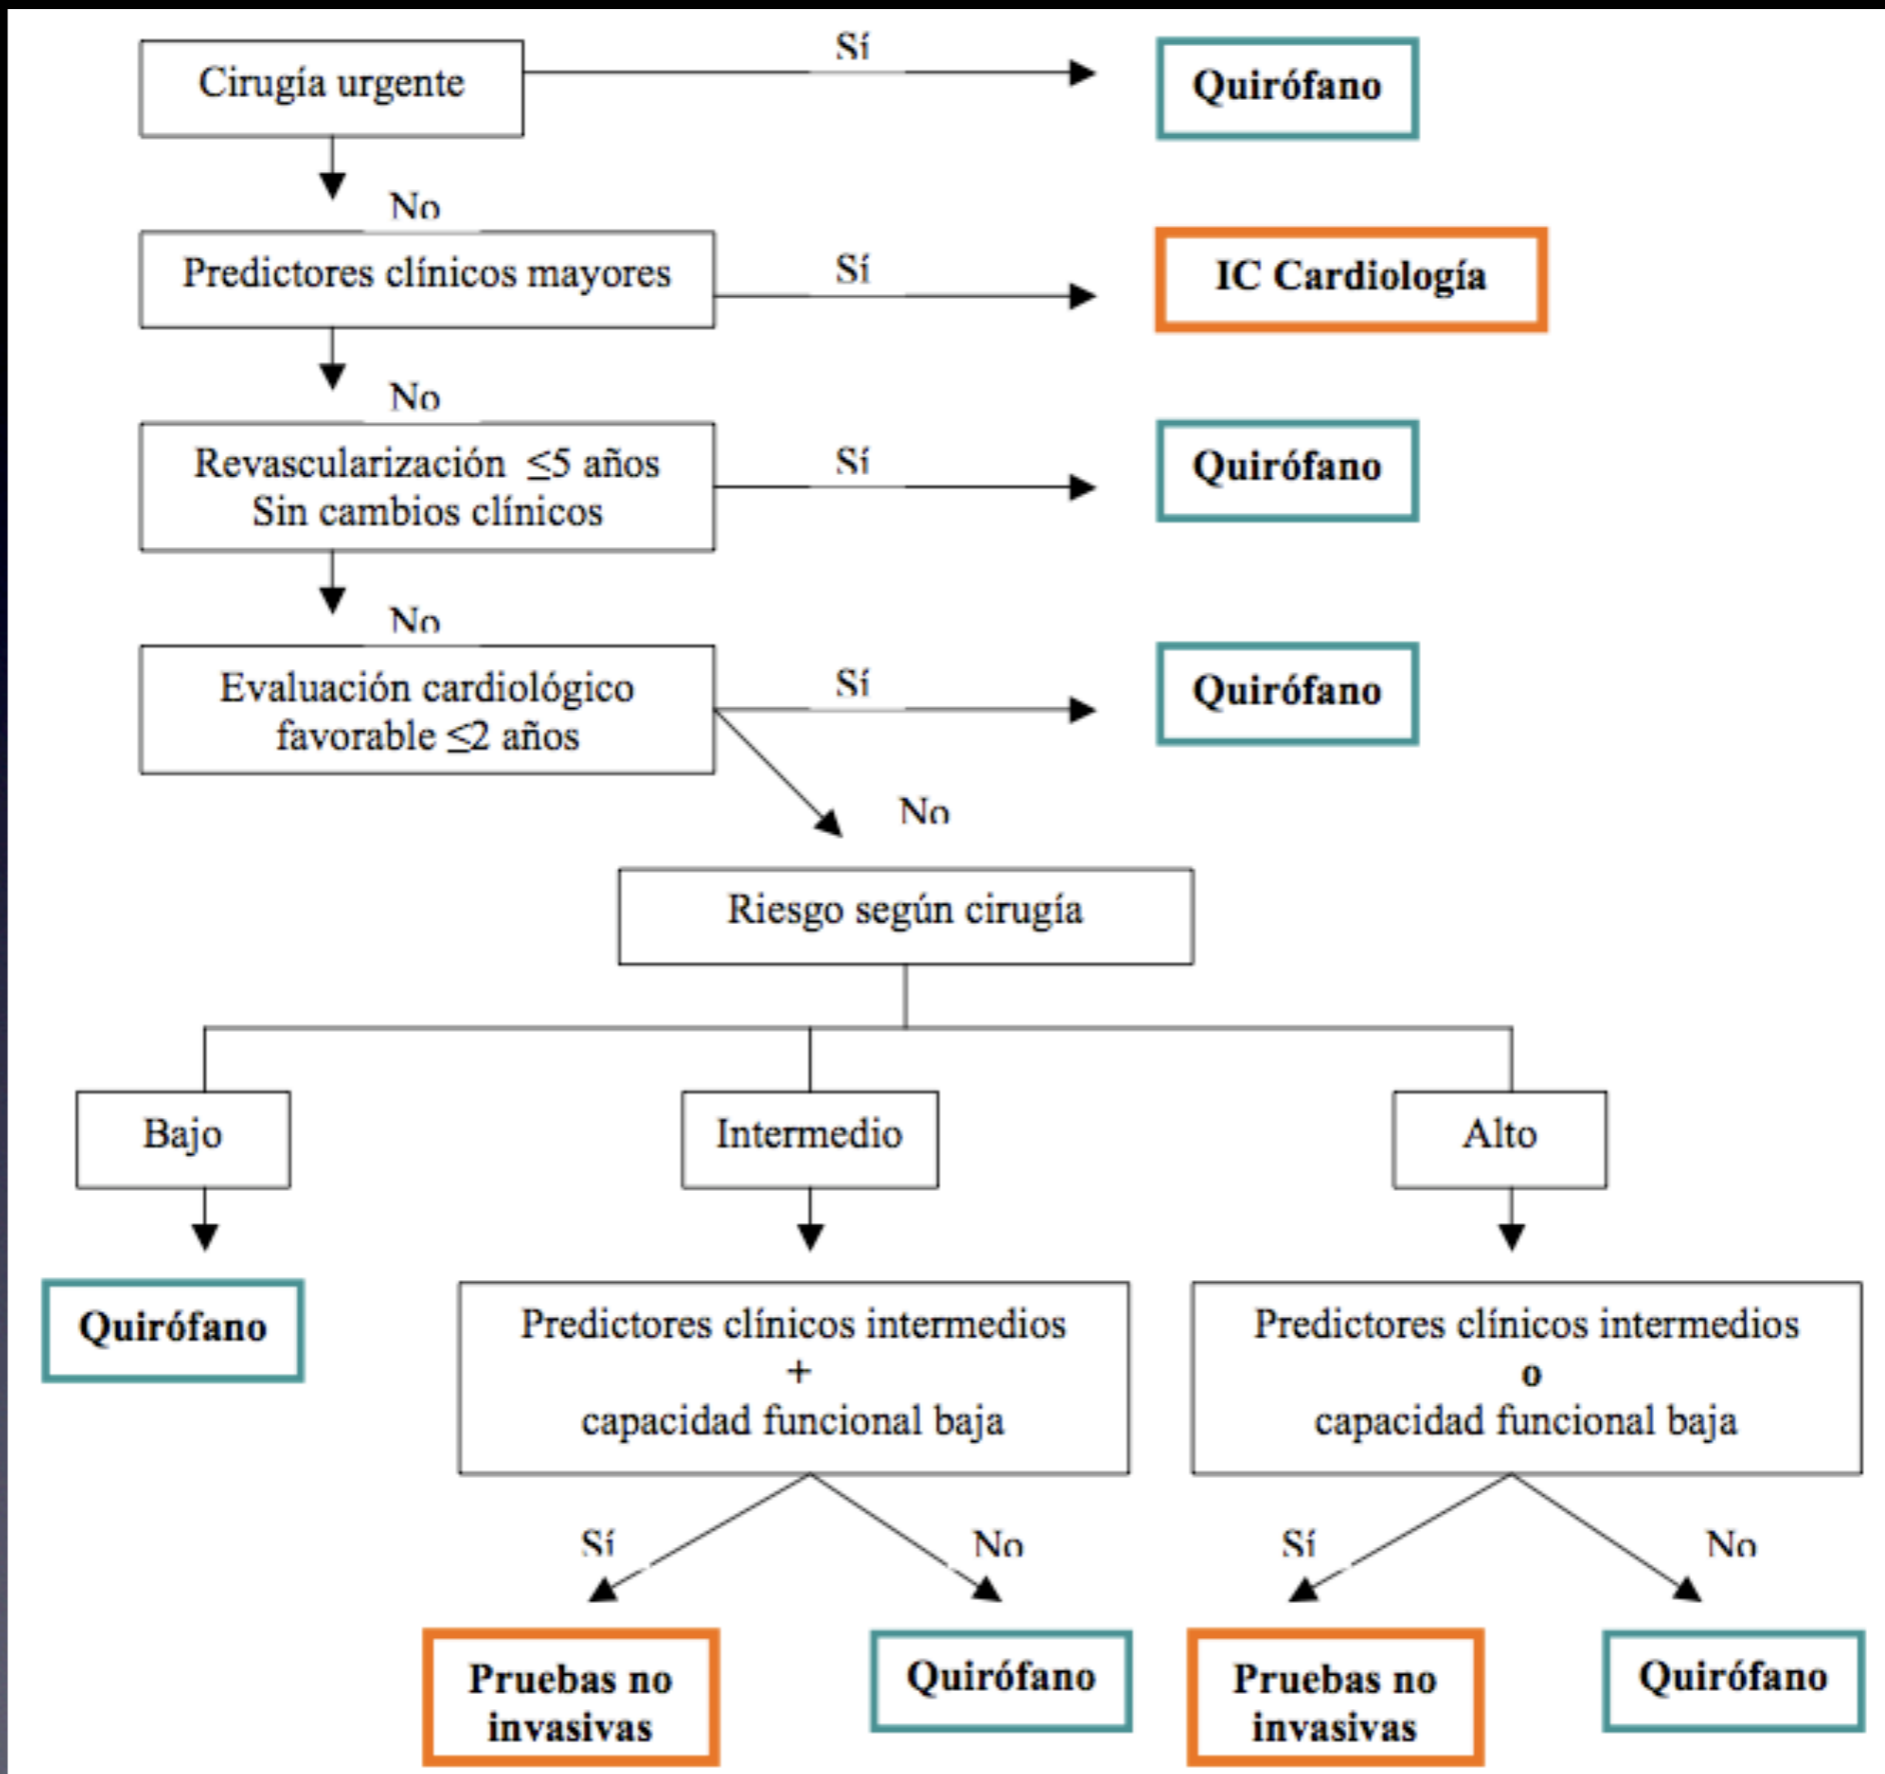 Cirugía urgente
Sí
Quirófano
No
Predictores clínicos mayores
Sí
IC Cardiología
No
Revascularización ≤5 años
Sin cambios clínicos
Sí
Quirófano
No
Evaluación cardiológico
favorable ≤2 años
Sí
Quirófano
No
Riesgo según cirugía
Bajo
Intermedio
Alto
Quirófano
Predictores clínicos intermedios
+
capacidad funcional baja
Predictores clínicos intermedios
o
capacidad funcional baja
Sí
No
Sí
No
Pruebas no
invasivas
Quirófano
Pruebas no
invasivas
Quirófano